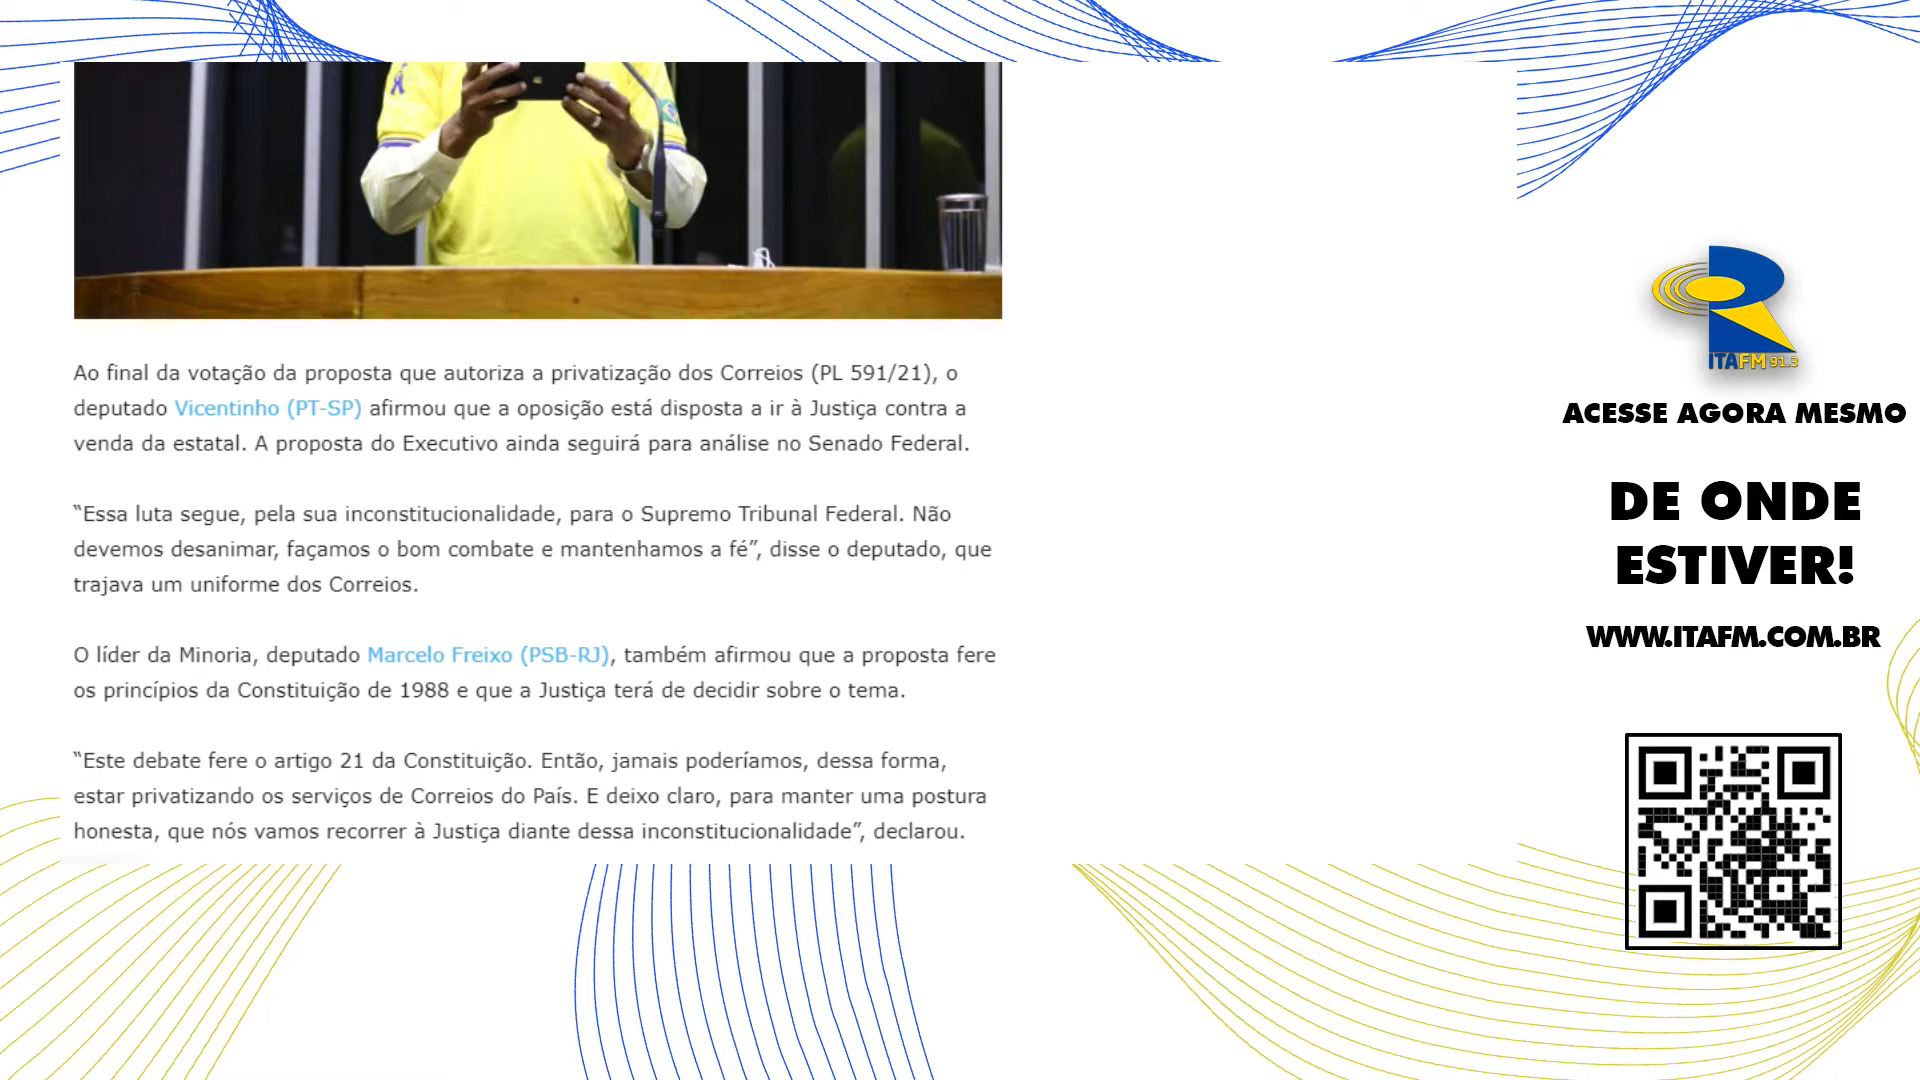 Ao final da votação da proposta que autoriza a privatização dos Correios (PL 591/21), o
deputado Vicentinho (PT-SP) afirmou que a oposição está disposta a ir à Justiça contra a
venda da estatal. A proposta do Executivo ainda seguirá para análise no Senado Federal.
“Essa luta segue, pela sua inconstitucionalidade, para o Supremo Tribunal Federal. Não
devemos desanimar, façamos o bom combate e mantenhamos a fé”, disse o deputado, que
trajava um uniforme dos Correios.
O líder da Minoria, deputado Marcelo Freixo (PSB-RJ), também afirmou que a proposta fere
os princípios da Constituição de 1988 e que a Justiça terá de decidir sobre o tema.
“Este debate fere o artigo 21 da Constituição. Então, jamais poderíamos, dessa forma,
estar privatizando os serviços de Correios do País. E deixo claro, para manter uma postura
honesta, que nós vamos recorrer à Justiça diante dessa inconstitucionalidade”, declarou.
ITAFM 91.3
ACESSE AGORA MESMO
DE ONDE
ESTIVER!
WWW.ITAFM.COM.BR